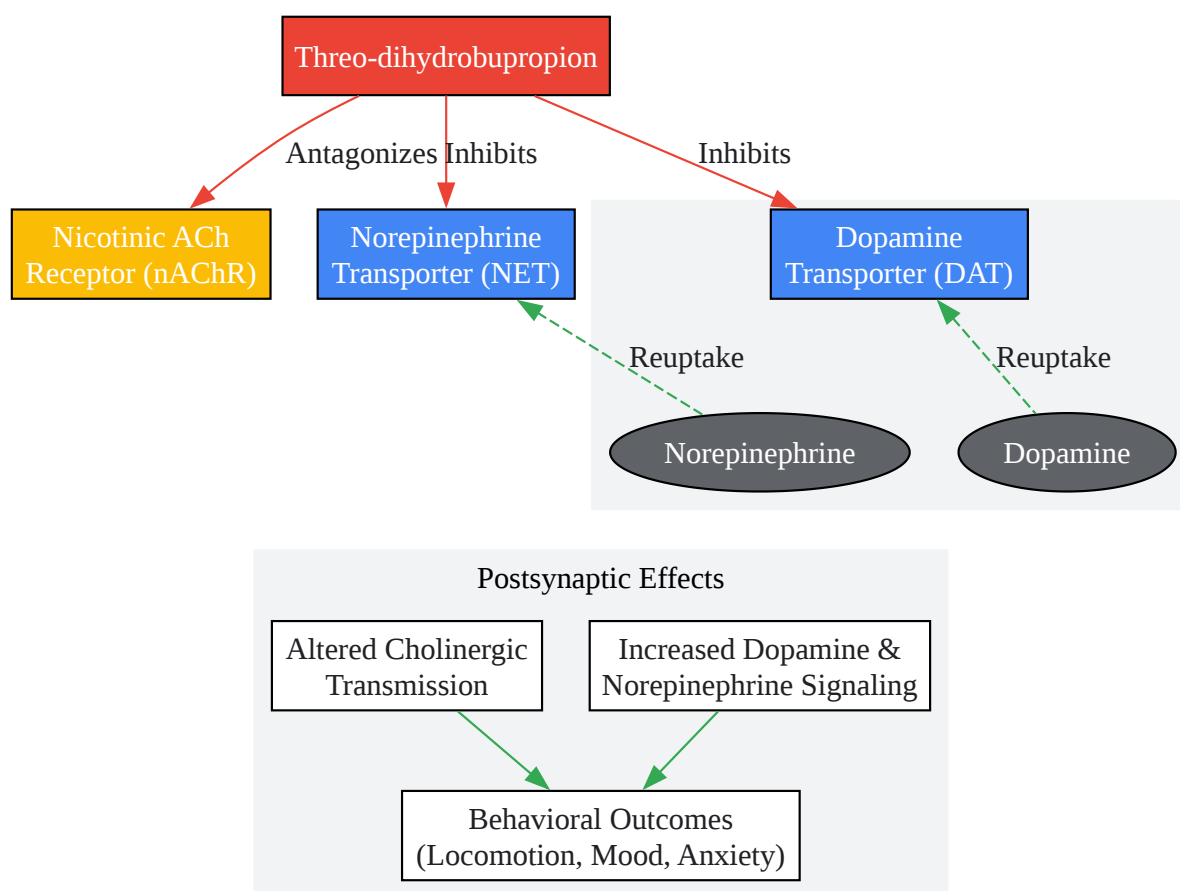 Threo-dihydrobupropion
Antagonizes
Inhibits
Inhibits
Nicotinic ACh
Receptor (nAChR)
Norepinephrine
Transporter (NET)
Dopamine
Transporter (DAT)
Reuptake
Reuptake
Norepinephrine
Dopamine
Postsynaptic Effects
Altered Cholinergic
Transmission
Increased Dopamine &
Norepinephrine Signaling
Behavioral Outcomes
(Locomotion, Mood, Anxiety)